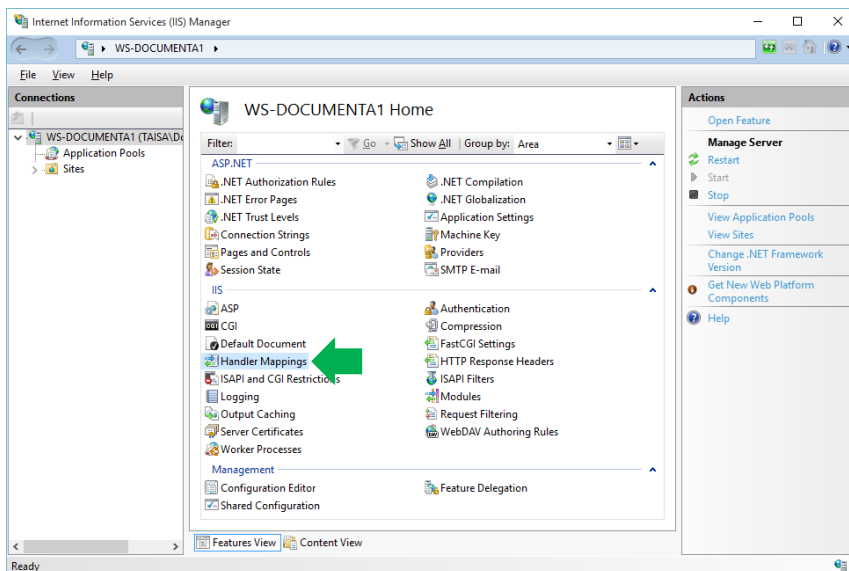 Internet Information Services (IIS) Manager
WS-DOCUMENTA1
File View Help
Connections
WS-DOCUMENTA1 (TAISA\Do
Application Pools
Sites
WS-DOCUMENTA1 Home
Filter: Go Show All Group by: Area
ASP.NET
.NET Authorization Rules .NET Compilation
.NET Error Pages .NET Globalization
.NET Trust Levels Application Settings
Connection Strings Machine Key
Pages and Controls Providers
Session State SMTP E-mail
IIS
ASP Authentication
CGI Compression
Default Document FastCGI Settings
Handler Mappings HTTP Response Headers
ISAPI and CGI Restrictions ISAPI Filters
Logging Modules
Output Caching Request Filtering
Server Certificates WebDAV Authoring Rules
Worker Processes
Management
Configuration Editor Feature Delegation
Shared Configuration
Features View Content View
Actions
Open Feature
Manage Server
Restart
Start
Stop
View Application Pools
View Sites
Change .NET Framework
Version
Get New Web Platform
Components
Help
Ready